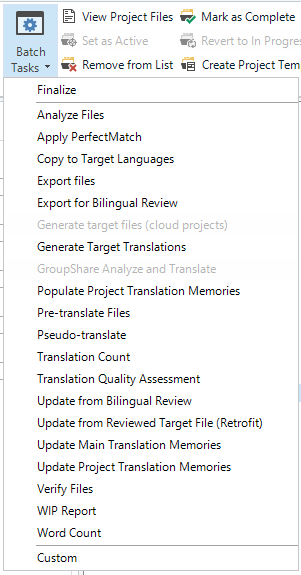 Batch
Tasks
View Project Files
Mark as Complete
Set as Active
Revert to In Progre
Remove from List
Create Project Tem
Finalize
Analyze Files
Apply PerfectMatch
Copy to Target Languages
Export files
Export for Bilingual Review
Generate target files (cloud projects)
Generate Target Translations
GroupShare Analyze and Translate
Populate Project Translation Memories
Pre-translate Files
Pseudo-translate
Translation Count
Translation Quality Assessment
Update from Bilingual Review
Update from Reviewed Target File (Retrofit)
Update Main Translation Memories
Update Project Translation Memories
Verify Files
WIP Report
Word Count
Custom